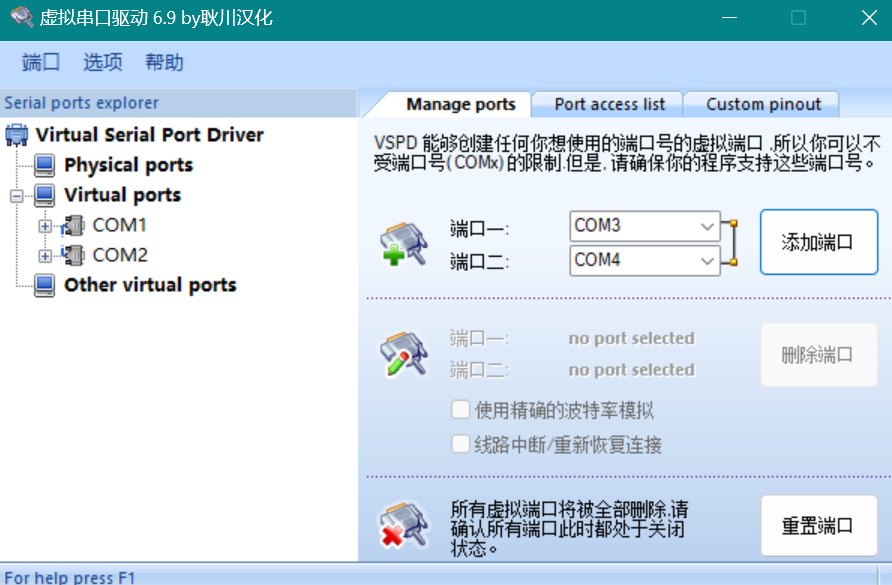 虚拟串口驱动 6.9 by耿川汉化
端口 选项 帮助
Serial ports explorer
Virtual Serial Port Driver
Physical ports
Virtual ports
COM1
COM2
Other virtual ports
Manage ports Port access list Custom pinout
VSPD 能够创建任何你想使用的端口号的虚拟端口 ,所以你可以不
受端口号(COMx)的限制.但是, 请确保你的程序支持这些端口号。
端口一: COM3
端口二: COM4
添加端口
端口一: no port selected
端口二: no port selected
删除端口
使用精确的波特率模拟
线路中断/重新恢复连接
所有虚拟端口将被全部删除,请
确认所有端口此时都处于关闭
状态。
重置端口
For help press F1